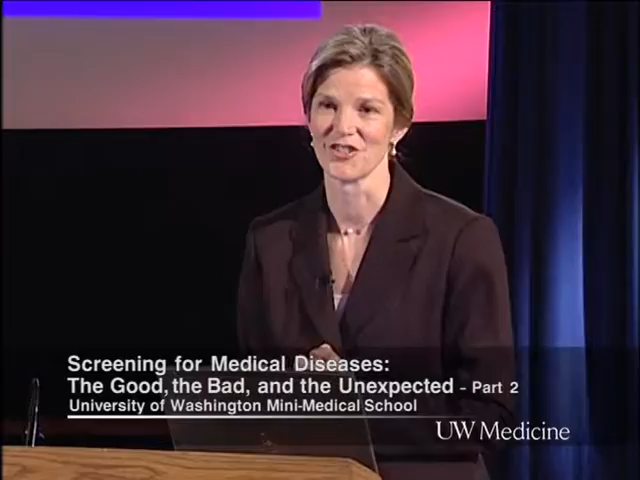 Screening for Medical Diseases:
The Good, the Bad, and the Unexpected - Part 2
University of Washington Mini-Medical School
UW Medicine